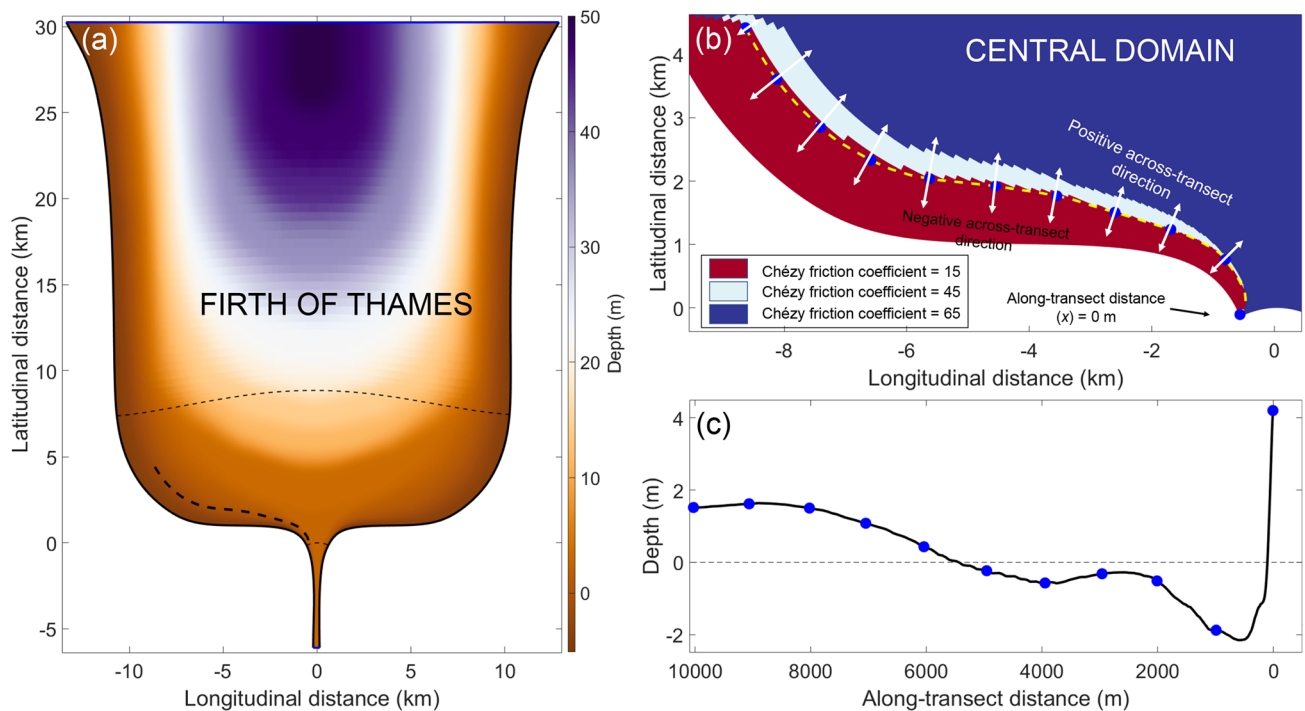 (a)
30
25
20
15
10
5
0
-5
-10
-5
0
5
10
Latitudinal distance (km)
Longitudinal distance (km)
FIRTH OF THAMES
50
40
30
20
10
0
Depth (m)
(b)
CENTRAL DOMAIN
Positive across-transect
direction
Negative across-transect
direction
Chézy friction coefficient = 15
Chézy friction coefficient = 45
Chézy friction coefficient = 65
Along-transect distance
(x) = 0 m
4
3
2
1
0
-8
-6
-4
-2
0
Latitudinal distance (km)
Longitudinal distance (km)
(c)
4
2
0
-2
10000
8000
6000
4000
2000
0
Depth (m)
Along-transect distance (m)